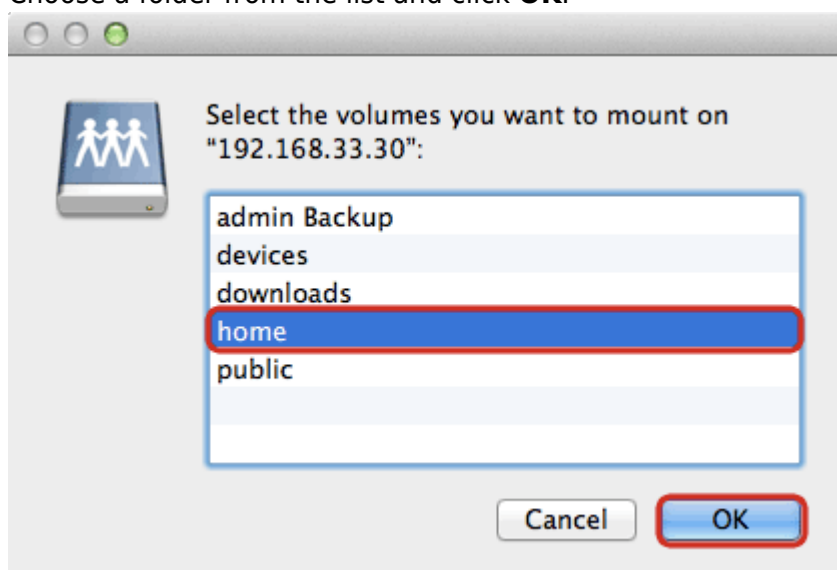 Choose a folder from the list and click OK.
Select the volumes you want to mount on
"192.168.33.30":
admin Backup
devices
downloads
home
public
Cancel
OK